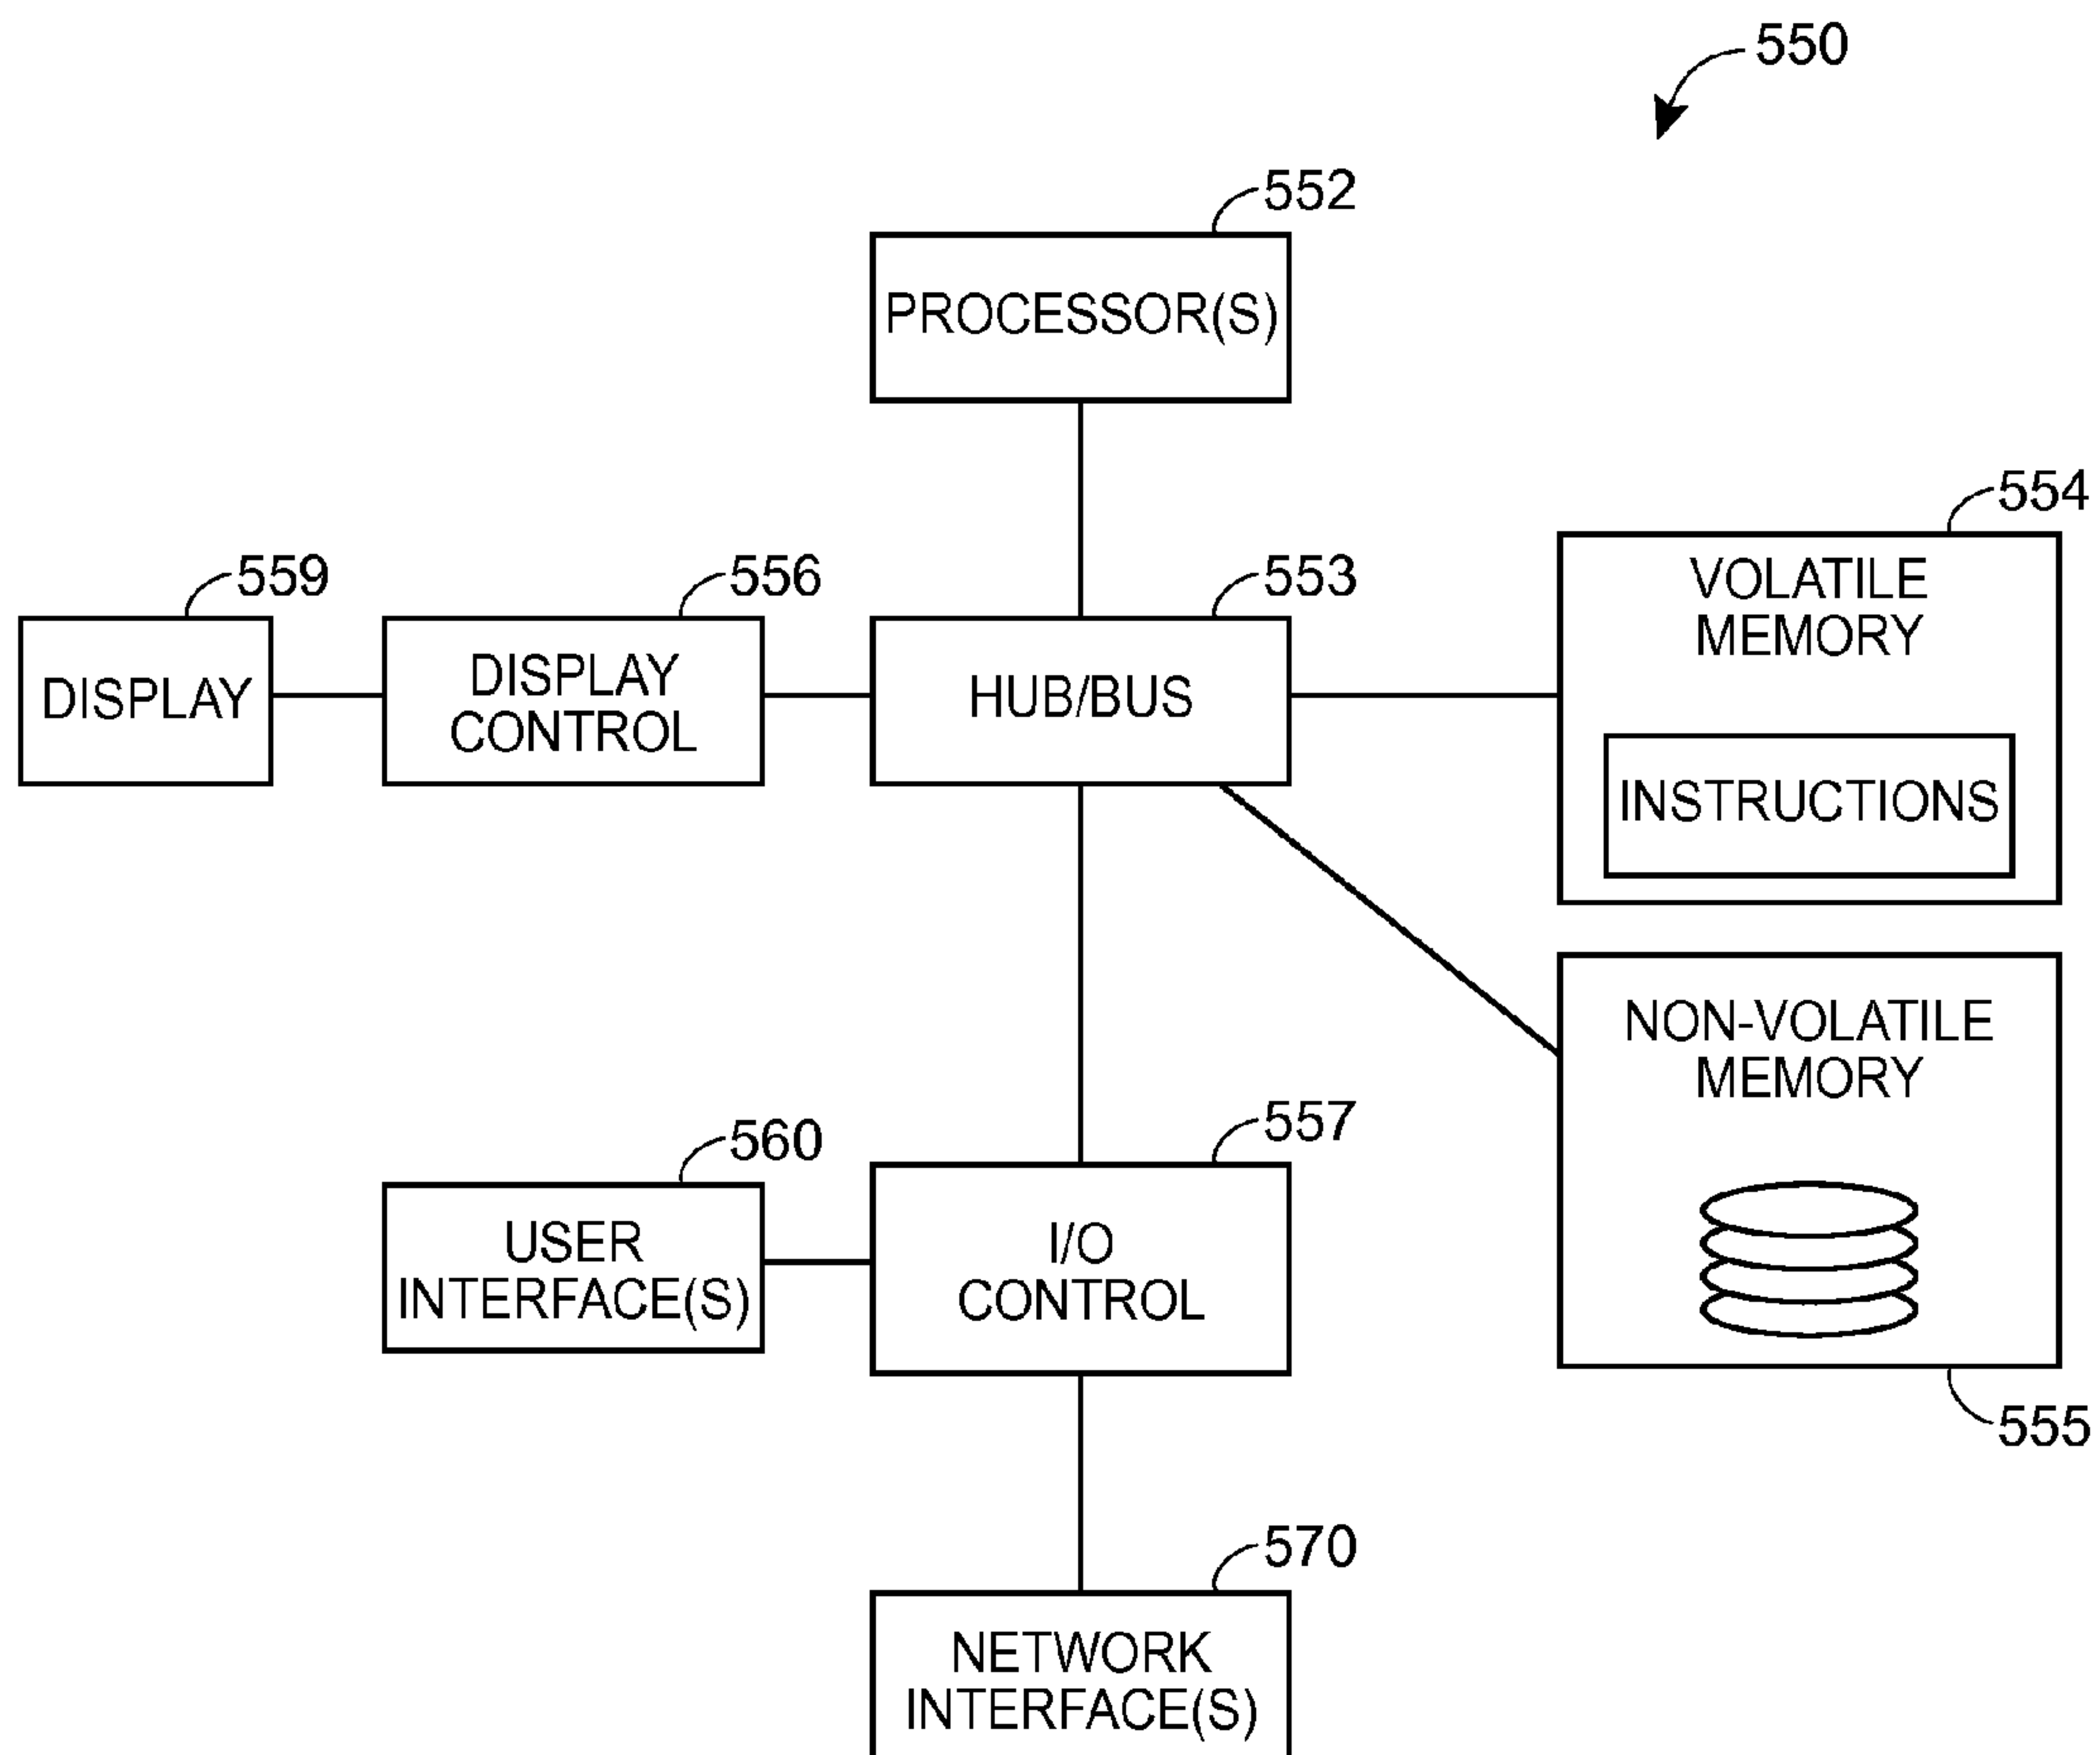 550
552
PROCESSOR(S)
554
VOLATILE
MEMORY
INSTRUCTIONS
559
DISPLAY
556
DISPLAY
CONTROL
553
HUB/BUS
NON-VOLATILE
MEMORY
555
560
USER
INTERFACE(S)
557
I/O
CONTROL
570
NETWORK
INTERFACE(S)